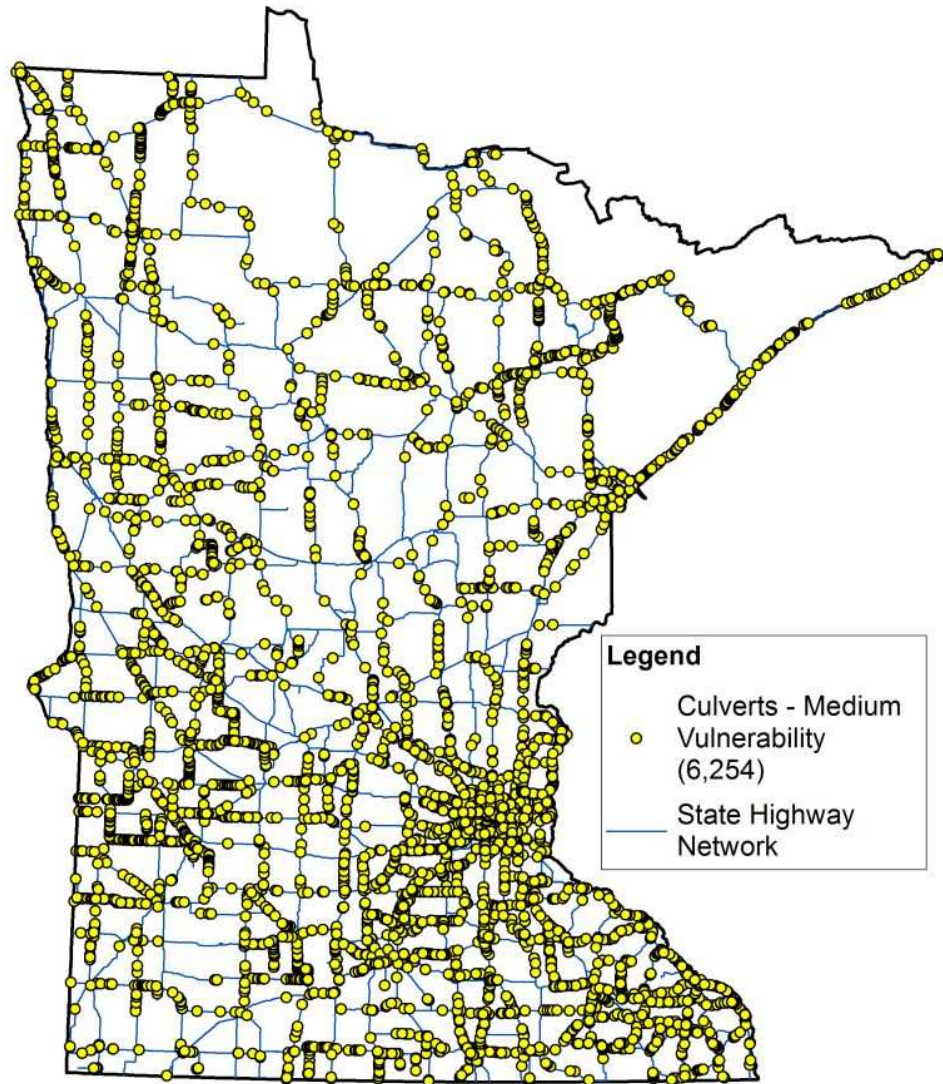 Legend
Culverts - Medium
Vulnerability
(6,254)
State Highway
Network